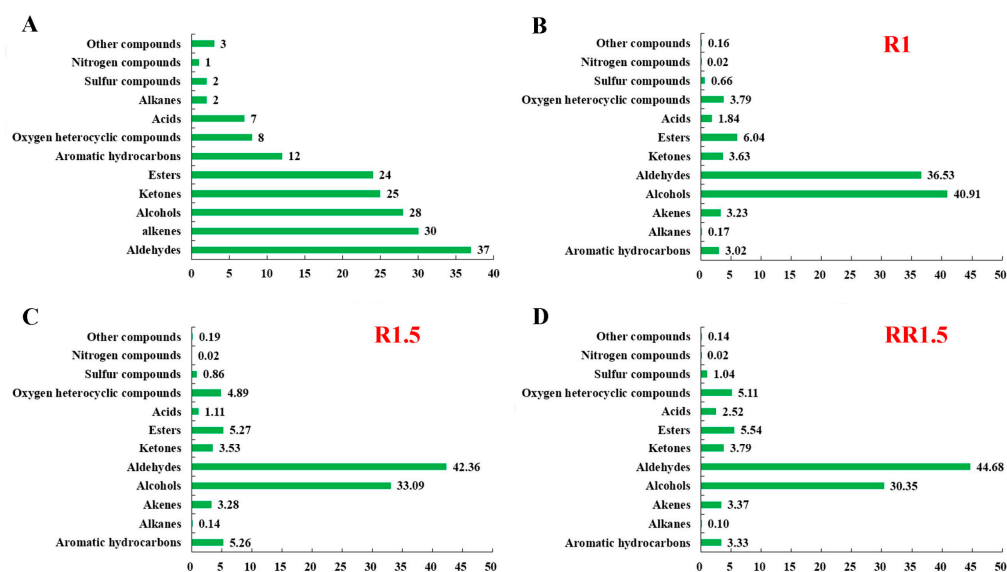 A
Other compounds 3
Nitrogen compounds 1
Sulfur compounds 2
Alkanes 2
Acids 7
Oxygen heterocyclic compounds 8
Aromatic hydrocarbons 12
Esters 24
Ketones 25
Alcohols 28
alkenes 30
Aldehydes 37
0 5 10 15 20 25 30 35 40
B
R1
Other compounds 0.16
Nitrogen compounds 0.02
Sulfur compounds 0.66
Oxygen heterocyclic compounds 3.79
Acids 1.84
Esters 6.04
Ketones 3.63
Aldehydes 36.53
Alcohols 40.91
Akenes 3.23
Alkanes 0.17
Aromatic hydrocarbons 3.02
0 5 10 15 20 25 30 35 40 45 50
C
R1.5
Other compounds 0.19
Nitrogen compounds 0.02
Sulfur compounds 0.86
Oxygen heterocyclic compounds 4.89
Acids 1.11
Esters 5.27
Ketones 3.53
Aldehydes 42.36
Alcohols 33.09
Akenes 3.28
Alkanes 0.14
Aromatic hydrocarbons 5.26
0 5 10 15 20 25 30 35 40 45 50
D
RR1.5
Other compounds 0.14
Nitrogen compounds 0.02
Sulfur compounds 1.04
Oxygen heterocyclic compounds 5.11
Acids 2.52
Esters 5.54
Ketones 3.79
Aldehydes 44.68
Alcohols 30.35
Akenes 3.37
Alkanes 0.10
Aromatic hydrocarbons 3.33
0 5 10 15 20 25 30 35 40 45 50